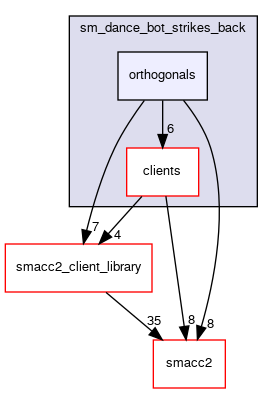 sm_dance_bot_strikes_back
orthogonals
6
clients
7
4
smacc2_client_library
35
8
8
smacc2